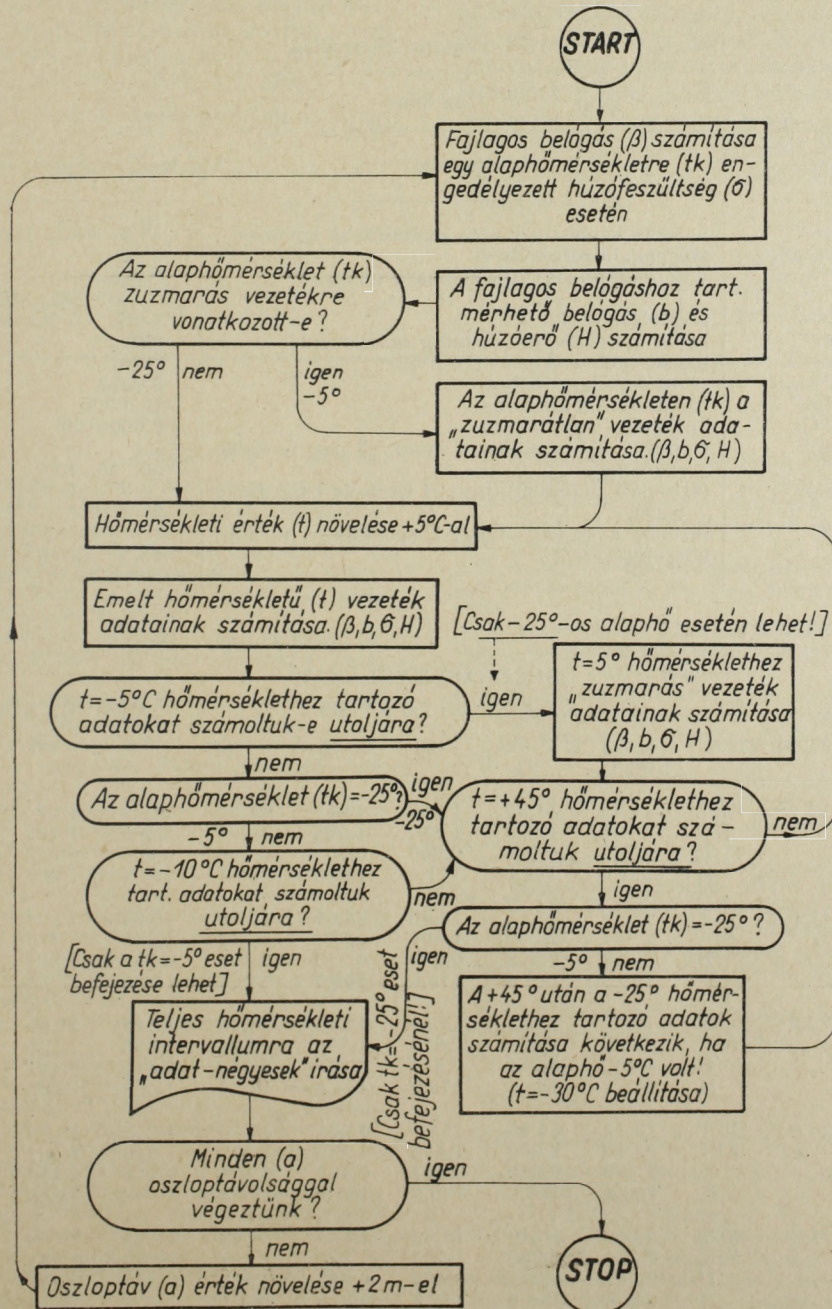 START
Fajlagos belógás (β) számítása
egy alaphőmérsékletre (tk) en-
gedélyezett húzófeszültség (σ)
esetén
Az alaphőmérséklet (tk)
zuzmarás vezetékre
vonatkozott-e ?
A fajlagos belógáshoz tart.
mérhető belógás (b) és
húzóerő (H) számítása
-25° nem
igen
-5°
Az alaphőmérsékleten (tk) a
„zuzmarátlan” vezeték ada-
tainak számítása.(β,b,σ,H)
Hőmérsékleti érték (t) növelése +5°C-al
Emelt hőmérsékletű (t) vezeték
adatainak számítása.(β,b,σ,H)
[Csak-25°-os alaphő esetén lehet!]
t=-5°C hőmérséklethez tartozó
adatokat számoltuk-e utoljára ?
igen
t=5° hőmérséklethez
„zuzmarás” vezeték
adatainak számítása
(β,b,σ,H)
nem
Az alaphőmérséklet (tk)=-25°?
igen
-25°
t=+45° hőmérséklethez
tartozó adatokat szá-
moltuk utoljára ?
nem
-5° nem
t=-10°C hőmérséklethez
tart. adatokat számoltuk
utoljára ?
nem
igen
Az alaphőmérséklet (tk)=-25° ?
[Csak a tk=-5° eset
befejezése lehet]
igen
igen
-5° nem
[Csak tk=-25° eset
befejezésénél!]
Teljes hőmérsékleti
intervallumra az
„adat-négyesek” írása
A +45° után a -25° hőmér-
séklethez tartozó adatok
számítása következik, ha
az alaphő-5°C volt!
(t=-30°C beállítása)
Minden (a)
oszloptávolsággal
végeztünk ?
igen
nem
Oszloptáv (a) érték növelése +2m-el
STOP